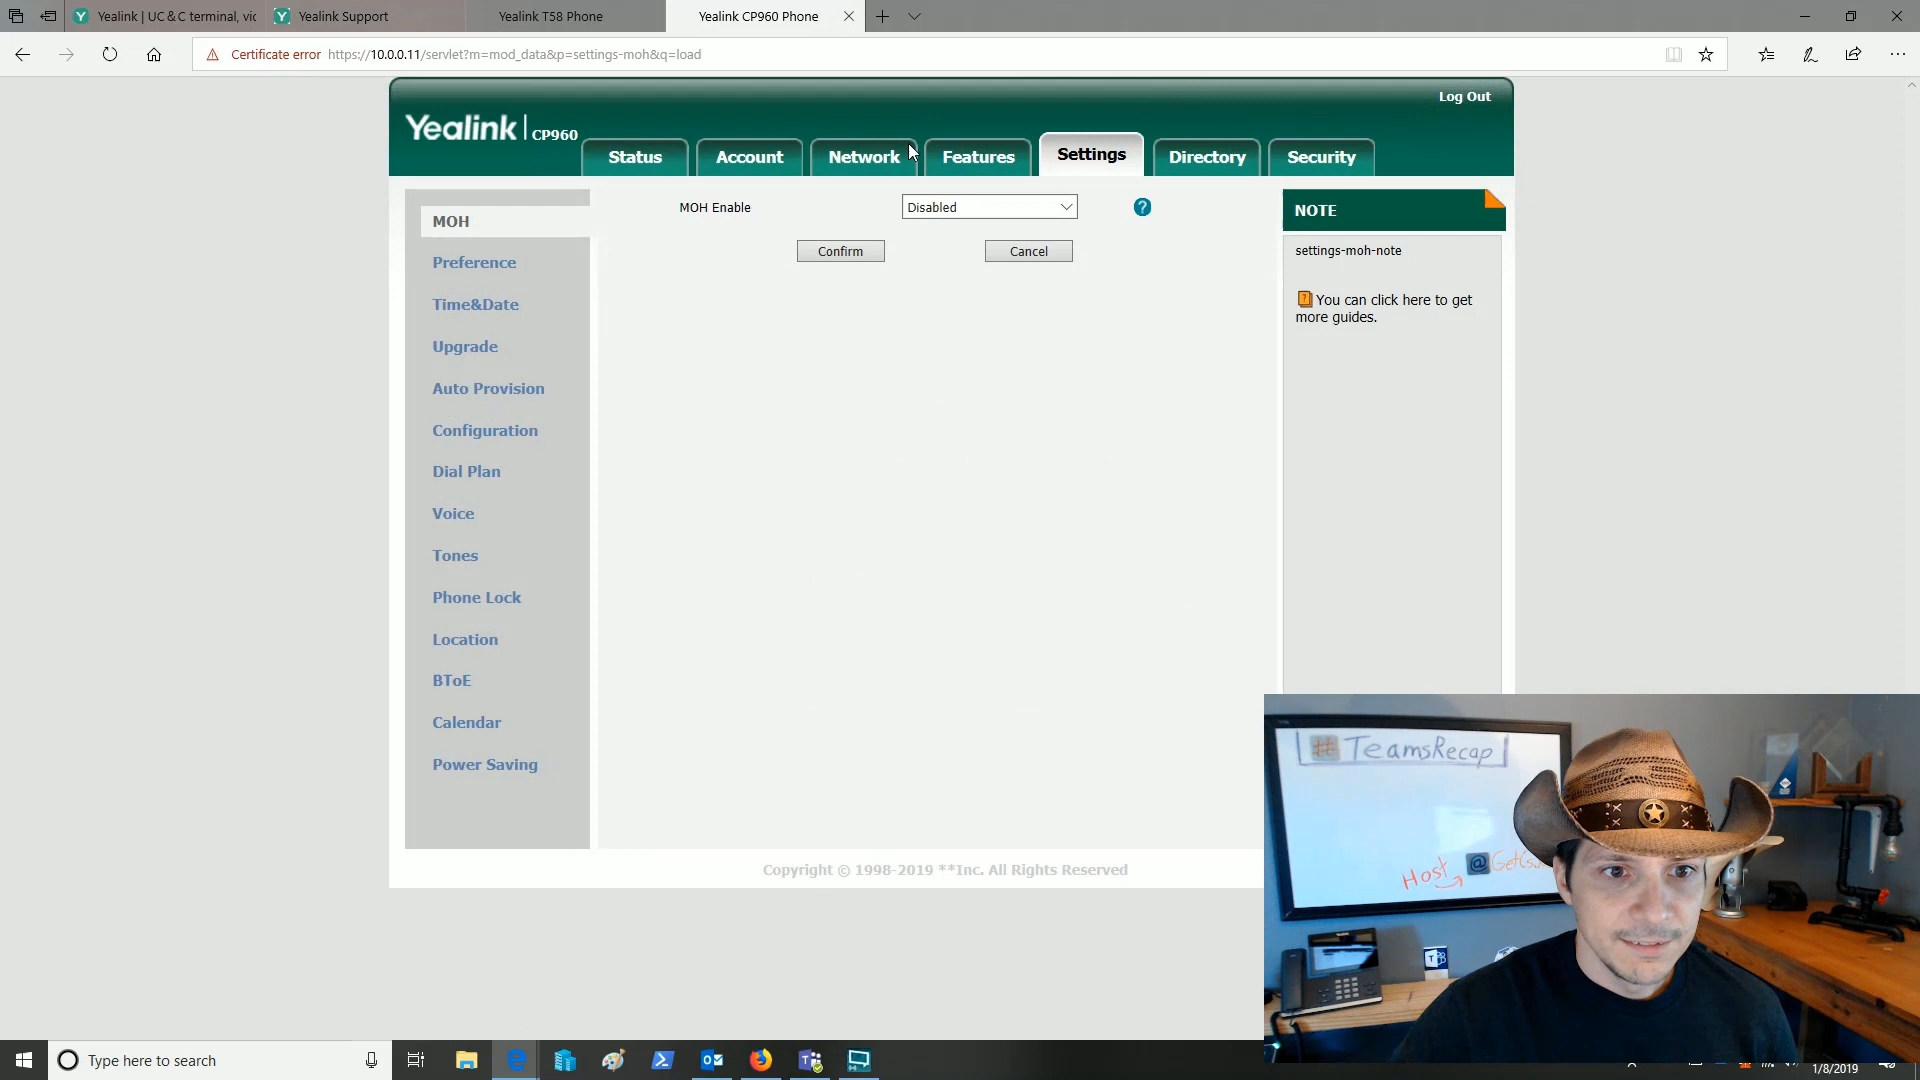 Yealink | UC&C terminal, vic
Yealink Support
Yealink T58 Phone
Yealink CP960 Phone
Certificate error
https://10.0.0.11/servlet?m=mod_data&p=settings-moh&q=load
Log Out
Yealink | CP960
Status
Account
Network
Features
Settings
Directory
Security
MOH
Preference
Time&Date
Upgrade
Auto Provision
Configuration
Dial Plan
Voice
Tones
Phone Lock
Location
BToE
Calendar
Power Saving
MOH Enable
Disabled
?
Confirm
Cancel
NOTE
settings-moh-note
? You can click here to get
more guides.
Copyright © 1998-2019 **Inc. All Rights Reserved
# TeamsRecap
Host
@
Type here to search
1/8/2019